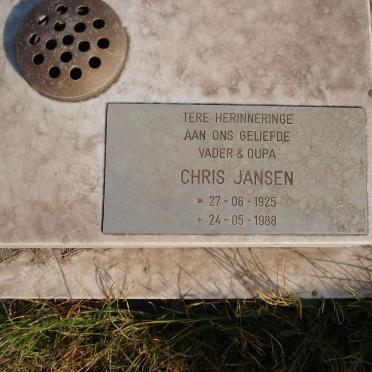 TERE HERINNERINGE
AAN ONS GELIEFDE
VADER & OUPA
CHRIS JANSEN
* 27 - 06 - 1925
+ 24 - 05 - 1988